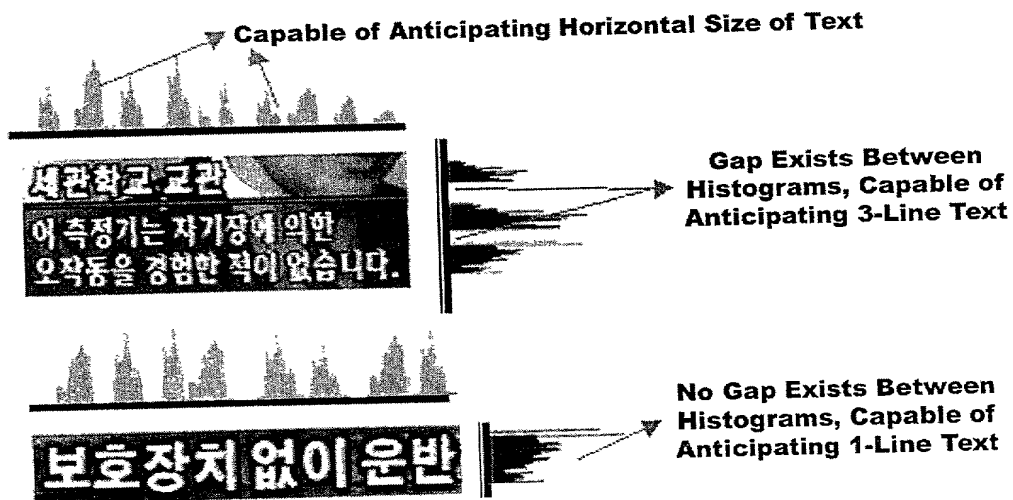 Capable of Anticipating Horizontal Size of Text
세관학교 교관
이 측정기는 자기장에 의한
오작동을 경험한 적이 없습니다.
Gap Exists Between
Histograms, Capable of
Anticipating 3-Line Text
보호장치 없이 운반
No Gap Exists Between
Histograms, Capable of
Anticipating 1-Line Text